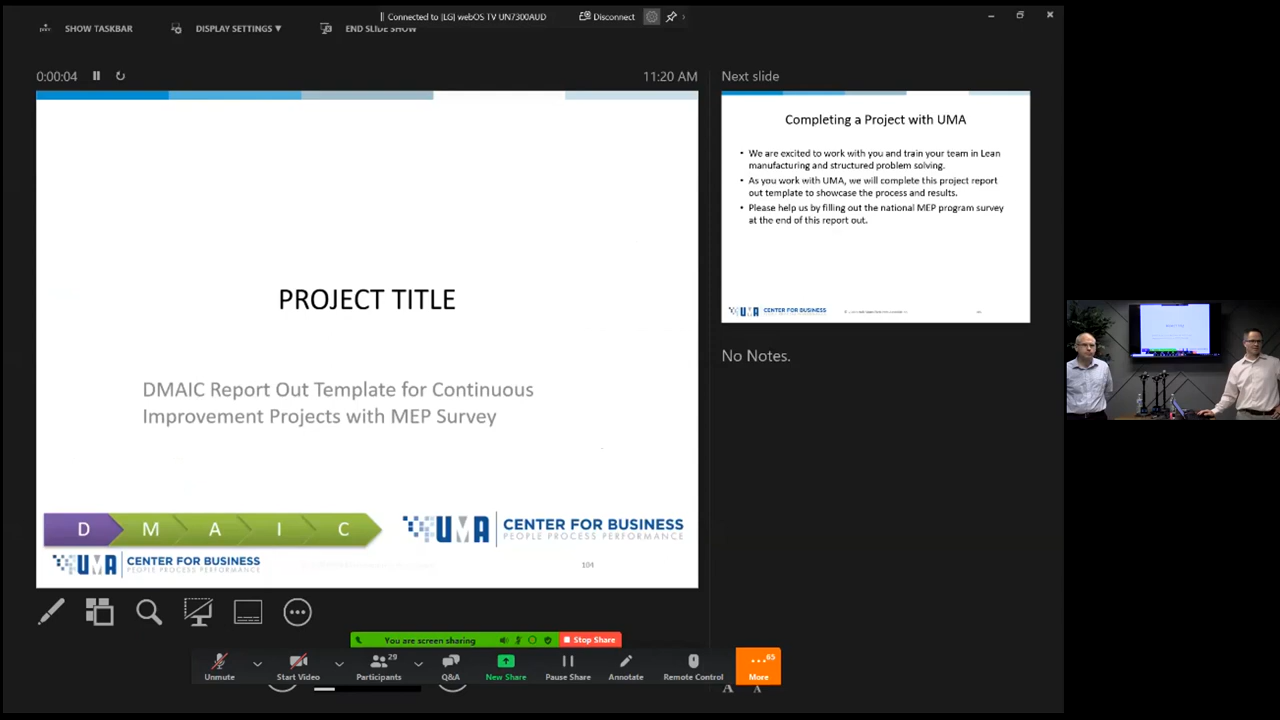 Connected to [LG] webOS TV UN7300AUD
Disconnect
SHOW TASKBAR
DISPLAY SETTINGS
END SLIDE SHOW
0:00:04
11:20 AM
Next slide
PROJECT TITLE
DMAIC Report Out Template for Continuous
Improvement Projects with MEP Survey
D M A I C
UMA CENTER FOR BUSINESS
PEOPLE PROCESS PERFORMANCE
UMA CENTER FOR BUSINESS
PEOPLE PROCESS PERFORMANCE
104
Completing a Project with UMA
• We are excited to work with you and train your team in Lean
manufacturing and structured problem solving.
• As you work with UMA, we will complete this project report
out template to showcase the process and results.
• Please help us by filling out the national MEP program survey
at the end of this report out.
UMA CENTER FOR BUSINESS
No Notes.
You are screen sharing
Stop Share
Unmute
Start Video
29
Participants
Q&A
New Share
Pause Share
Annotate
Remote Control
65
More
A A